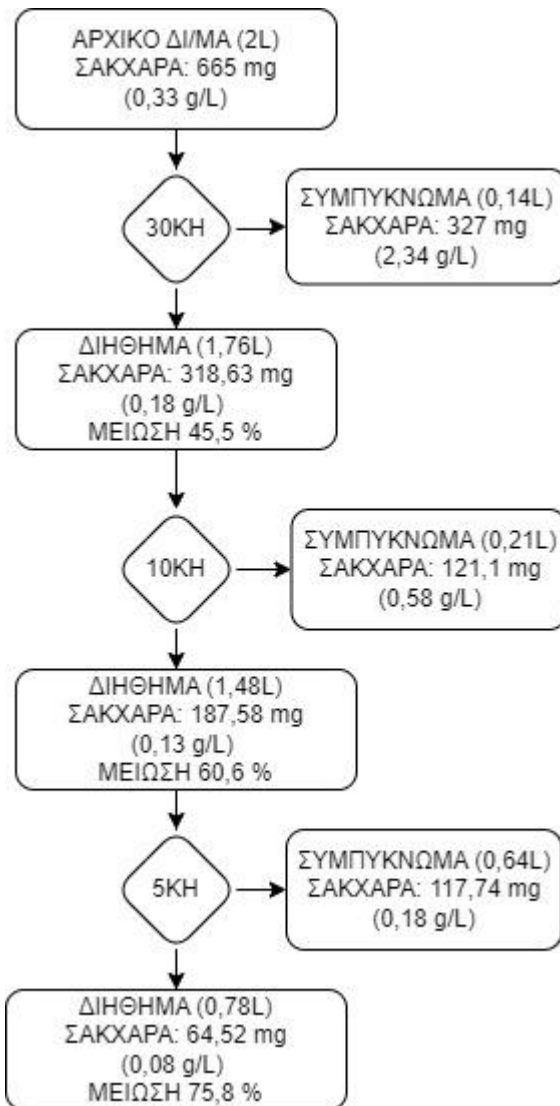 ΑΡΧΙΚΟ ΔΙ/ΜΑ (2L)
ΣΑΚΧΑΡΑ: 665 mg
(0,33 g/L)
30KH
ΣΥΜΠΥΚΝΩΜΑ (0,14L)
ΣΑΚΧΑΡΑ: 327 mg
(2,34 g/L)
ΔΙΗΘΗΜΑ (1,76L)
ΣΑΚΧΑΡΑ: 318,63 mg
(0,18 g/L)
ΜΕΙΩΣΗ 45,5 %
10KH
ΣΥΜΠΥΚΝΩΜΑ (0,21L)
ΣΑΚΧΑΡΑ: 121,1 mg
(0,58 g/L)
ΔΙΗΘΗΜΑ (1,48L)
ΣΑΚΧΑΡΑ: 187,58 mg
(0,13 g/L)
ΜΕΙΩΣΗ 60,6 %
5KH
ΣΥΜΠΥΚΝΩΜΑ (0,64L)
ΣΑΚΧΑΡΑ: 117,74 mg
(0,18 g/L)
ΔΙΗΘΗΜΑ (0,78L)
ΣΑΚΧΑΡΑ: 64,52 mg
(0,08 g/L)
ΜΕΙΩΣΗ 75,8 %